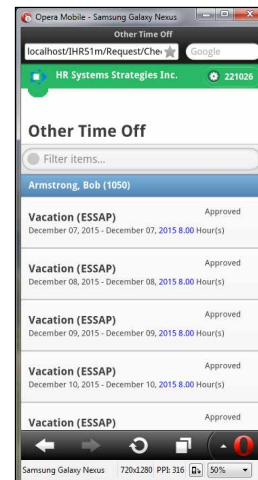 Opera Mobile - Samsung Galaxy Nexus
Other Time Off
localhost/IHR51m/Request/Che Google
HR Systems Strategies Inc. 221026
Other Time Off
Filter items...
Armstrong, Bob (1050)
Vacation (ESSAP) Approved
December 07, 2015 - December 07, 2015 8.00 Hour(s)
Vacation (ESSAP) Approved
December 08, 2015 - December 08, 2015 8.00 Hour(s)
Vacation (ESSAP) Approved
December 09, 2015 - December 09, 2015 8.00 Hour(s)
Vacation (ESSAP) Approved
December 10, 2015 - December 10, 2015 8.00 Hour(s)
Vacation (ESSAP) Approved
Samsung Galaxy Nexus 720x1280 PPI: 316 50%